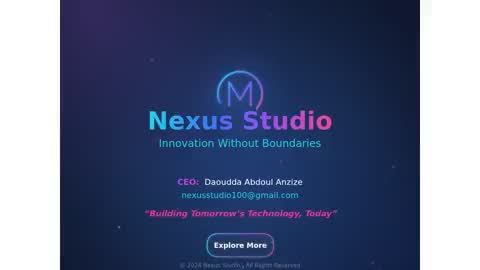 M
Nexus Studio
Innovation Without Boundaries
CEO: Daoudda Abdoul Anzize
nexusstudio100@gmail.com
“Building Tomorrow's Technology, Today”
Explore More
© 2024 Nexus Studio, All Rights Reserved